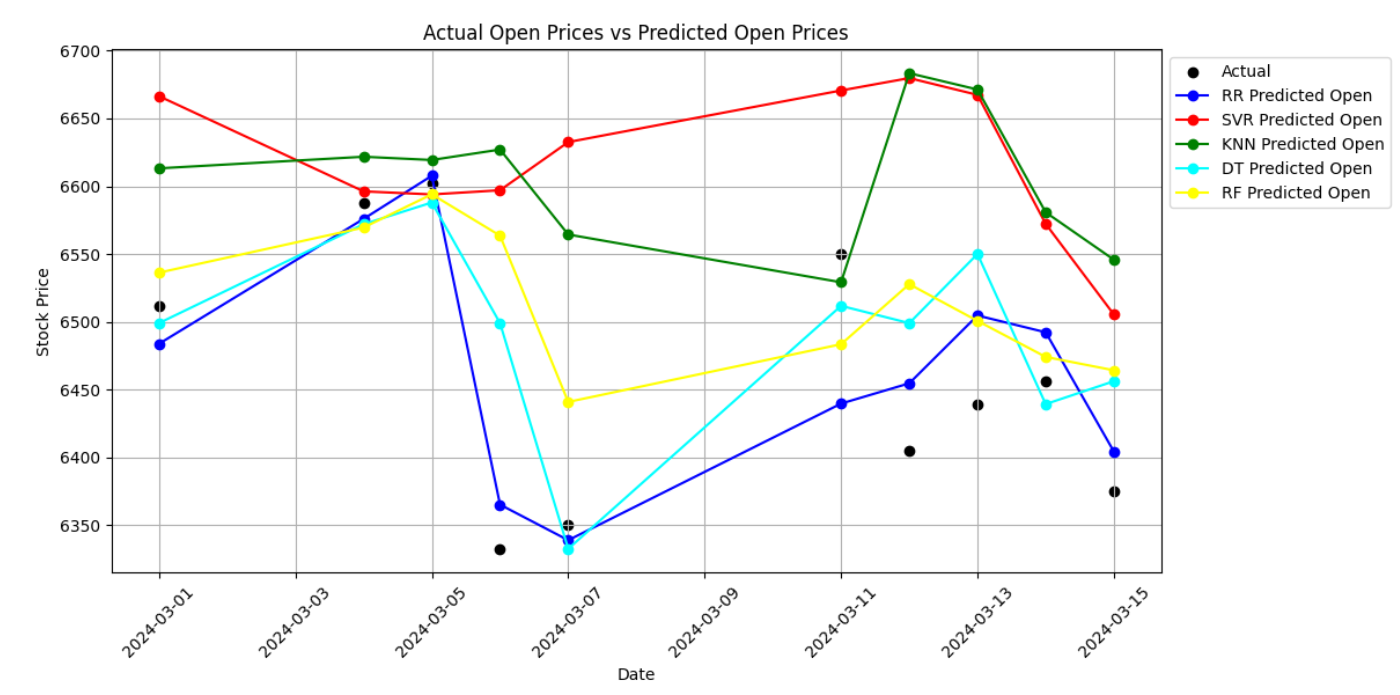 Actual Open Prices vs Predicted Open Prices
6700
6650
6600
6550
6500
6450
6400
6350
Stock Price
2024-03-01
2024-03-03
2024-03-05
2024-03-07
2024-03-09
2024-03-11
2024-03-13
2024-03-15
Date
Actual
RR Predicted Open
SVR Predicted Open
KNN Predicted Open
DT Predicted Open
RF Predicted Open